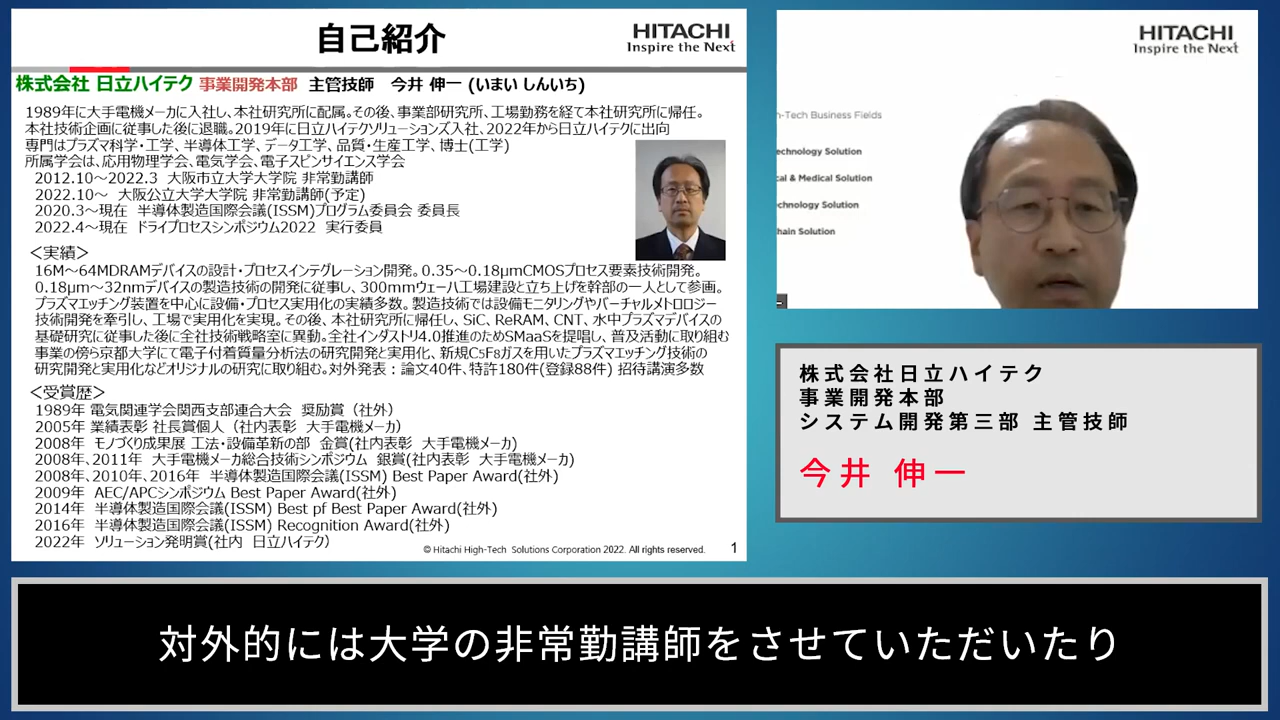 自己紹介
HITACHI
Inspire the Next
株式会社 日立ハイテク 事業開発本部 主管技師 今井 伸一 (いまい しんいち)
1989年に大手電機メーカに入社し、本社研究所に配属。その後、事業部研究所、工場勤務を経て本社研究所に帰任。
本社技術企画に従事した後に退職。2019年に日立ハイテクソリューションズ入社、2022年から日立ハイテクに出向
専門はプラズマ科学・工学、半導体工学、データ工学、品質・生産工学、博士(工学)
所属学会は、応用物理学会、電気学会、電子スピンサイエンス学会
2012.10～2022.3 大阪市立大学大学院 非常勤講師
2022.10～ 大阪公立大学大学院 非常勤講師(予定)
2020.3～現在 半導体製造国際会議(ISSM)プログラム委員会 委員長
2022.4～現在 ドライプロセスシンポジウム2022 実行委員
＜実績＞
16M～64MDRAMデバイスの設計・プロセスインテグレーション開発。0.35～0.18μmCMOSプロセス要素技術開発。
0.18μm～32nmデバイスの製造技術の開発に従事し、300mmウェーハ工場建設と立ち上げを幹部の一人として参画。
プラズマエッチング装置を中心に設備・プロセス実用化の実績多数。製造技術では設備モニタリングやバーチャルメトロロジー
技術開発を牽引し、工場で実用化を実現。その後、本社研究所に帰任し、SiC、ReRAM、CNT、水中プラズマデバイスの
基礎研究に従事した後に全社技術戦略室に異動。全社インダストリ4.0推進のためSMaaSを提唱し、普及活動に取り組む
事業の傍ら京都大学にて電子付着質量分析法の研究開発と実用化、新規C5F8ガスを用いたプラズマエッチング技術の
研究開発と実用化などオリジナルの研究に取り組む。対外発表：論文40件、特許180件(登録88件) 招待講演多数
＜受賞歴＞
1989年 電気関連学会関西支部連合大会 奨励賞（社外）
2005年 業績表彰 社長賞個人（社内表彰 大手電機メーカ）
2008年 モノづくり成果展 工法・設備革新の部 金賞(社内表彰 大手電機メーカ)
2008年、2011年 大手電機メーカ総合技術シンポジウム 銀賞(社内表彰 大手電機メーカ)
2008年、2010年、2016年 半導体製造国際会議(ISSM) Best Paper Award(社外)
2009年 AEC/APCシンポジウム Best Paper Award(社外)
2014年 半導体製造国際会議(ISSM) Best pf Best Paper Award(社外)
2016年 半導体製造国際会議(ISSM) Recognition Award(社外)
2022年 ソリューション発明賞(社内 日立ハイテク)
© Hitachi High-Tech Solutions Corporation 2022. All rights reserved. 1
HITACHI
Inspire the Next
h-Tech Business Fields
echnology Solution
cal & Medical Solution
echnology Solution
hain Solution
株式会社日立ハイテク
事業開発本部
システム開発第三部 主管技師
今井 伸一
対外的には大学の非常勤講師をさせていただいたり